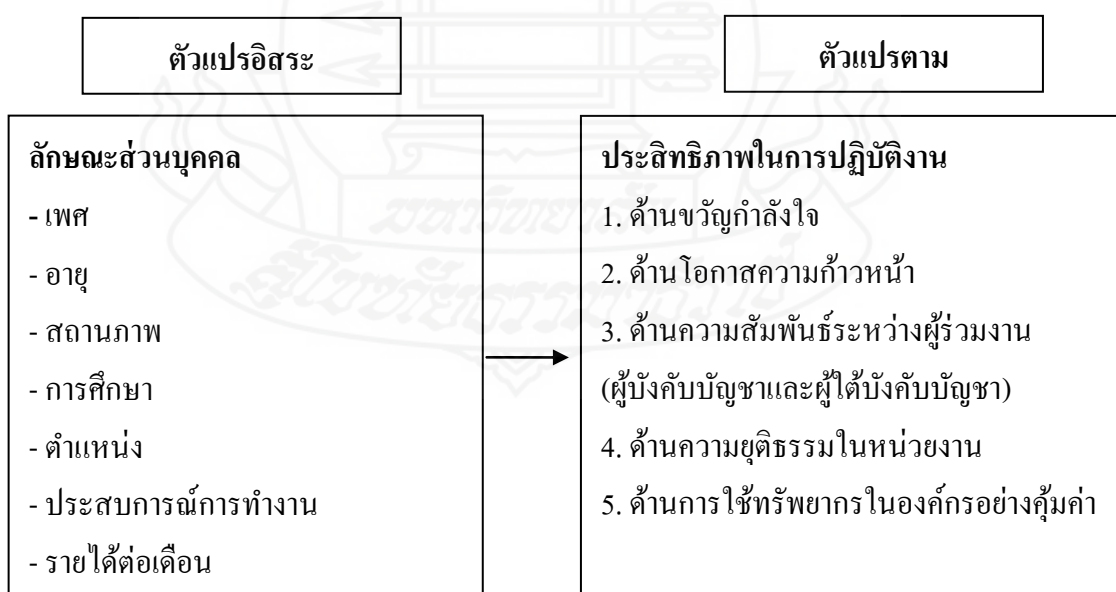 ตัวแปรอิสระ
ตัวแปรตาม
ลักษณะส่วนบุคคล
- เพศ
- อายุ
- สถานภาพ
- การศึกษา
- ตำแหน่ง
- ประสบการณ์การทำงาน
- รายได้ต่อเดือน
ประสิทธิภาพในการปฏิบัติงาน
1. ด้านขวัญกำลังใจ
2. ด้านโอกาสความก้าวหน้า
3. ด้านความสัมพันธ์ระหว่างผู้ร่วมงาน
(ผู้บังคับบัญชาและผู้ใต้บังคับบัญชา)
4. ด้านความยุติธรรมในหน่วยงาน
5. ด้านการใช้ทรัพยากรในองค์กรอย่างคุ้มค่า